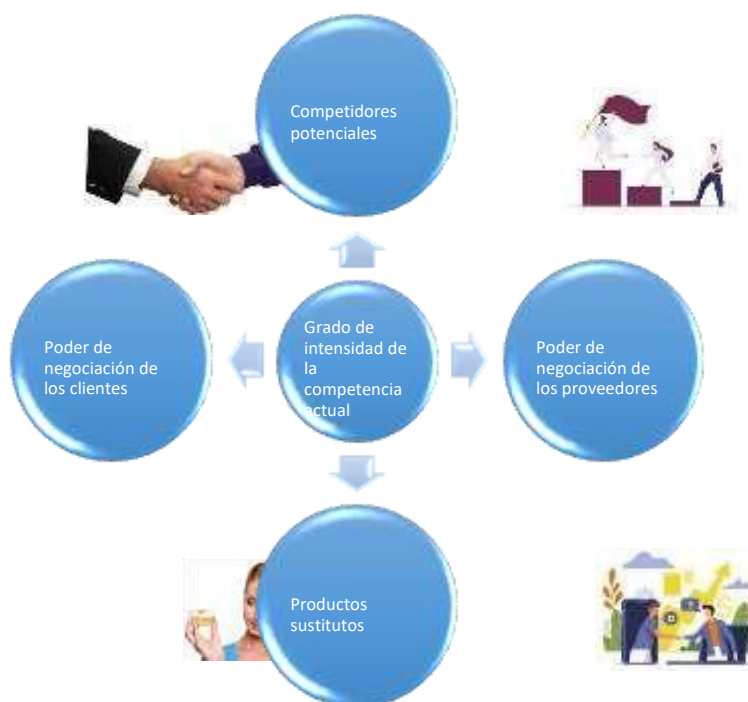 Competidores
potenciales
Poder de
negociación de
los clientes
Grado de
intensidad de
la
competencia
actual
Poder de
negociación de
los proveedores
Productos
sustitutos